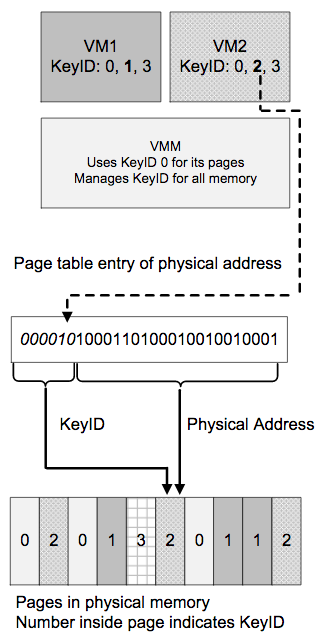 VM1
KeyID: 0, 1, 3
VM2
KeyID: 0, 2, 3
VMM
Uses KeyID 0 for its pages
Manages KeyID for all memory
Page table entry of physical address
000010100011010001001001 0001
KeyID
Physical Address
0 2 0 1 3 2 0 1 1 2
Pages in physical memory
Number inside page indicates KeyID